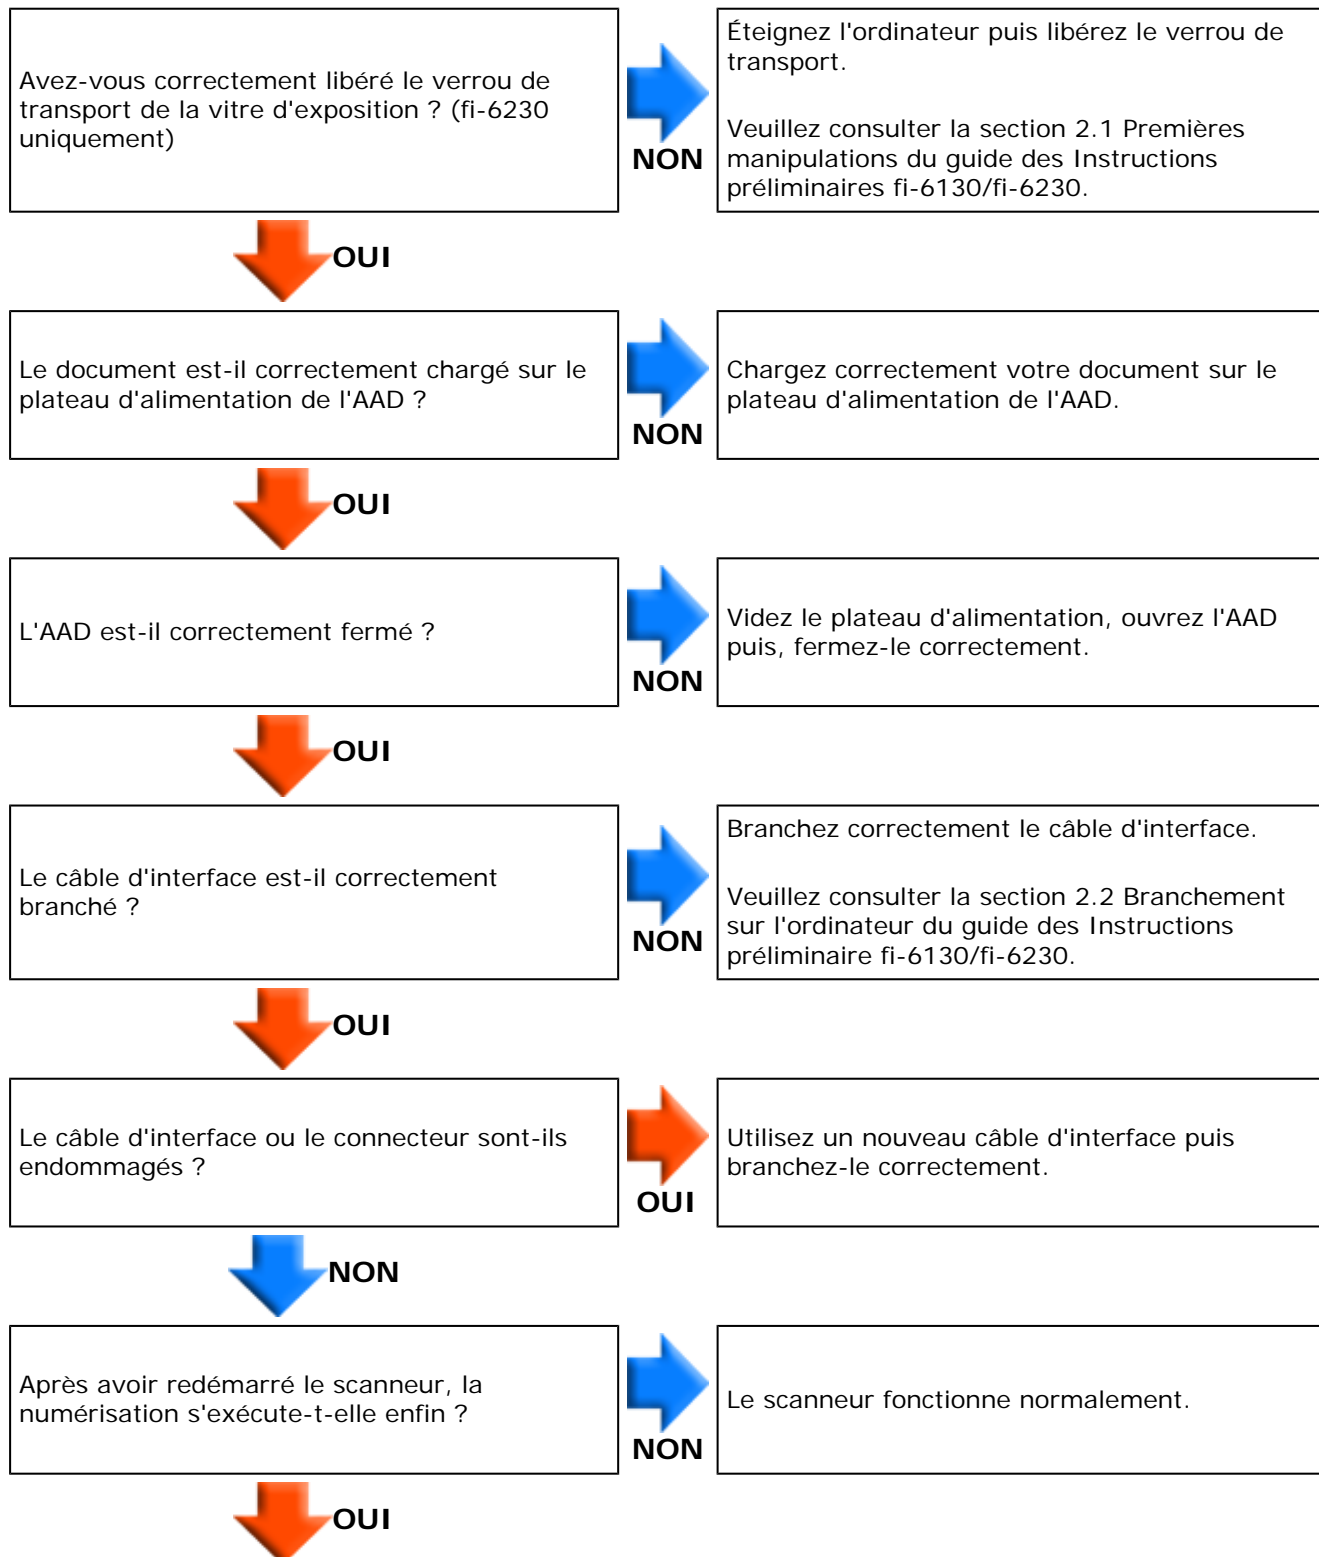 Avez-vous correctement libéré le verrou de
transport de la vitre d'exposition ? (fi-6230
uniquement)
NON
Éteignez l'ordinateur puis libérez le verrou de
transport.
Veuillez consulter la section 2.1 Premières
manipulations du guide des Instructions
préliminaires fi-6130/fi-6230.
OUI
Le document est-il correctement chargé sur le
plateau d'alimentation de l'AAD ?
NON
Chargez correctement votre document sur le
plateau d'alimentation de l'AAD.
OUI
L'AAD est-il correctement fermé ?
NON
Videz le plateau d'alimentation, ouvrez l'AAD
puis, fermez-le correctement.
OUI
Le câble d'interface est-il correctement
branché ?
NON
Branchez correctement le câble d'interface.
Veuillez consulter la section 2.2 Branchement
sur l'ordinateur du guide des Instructions
préliminaire fi-6130/fi-6230.
OUI
Le câble d'interface ou le connecteur sont-ils
endommagés ?
OUI
Utilisez un nouveau câble d'interface puis
branchez-le correctement.
NON
Après avoir redémarré le scanneur, la
numérisation s'exécute-t-elle enfin ?
NON
Le scanneur fonctionne normalement.
OUI